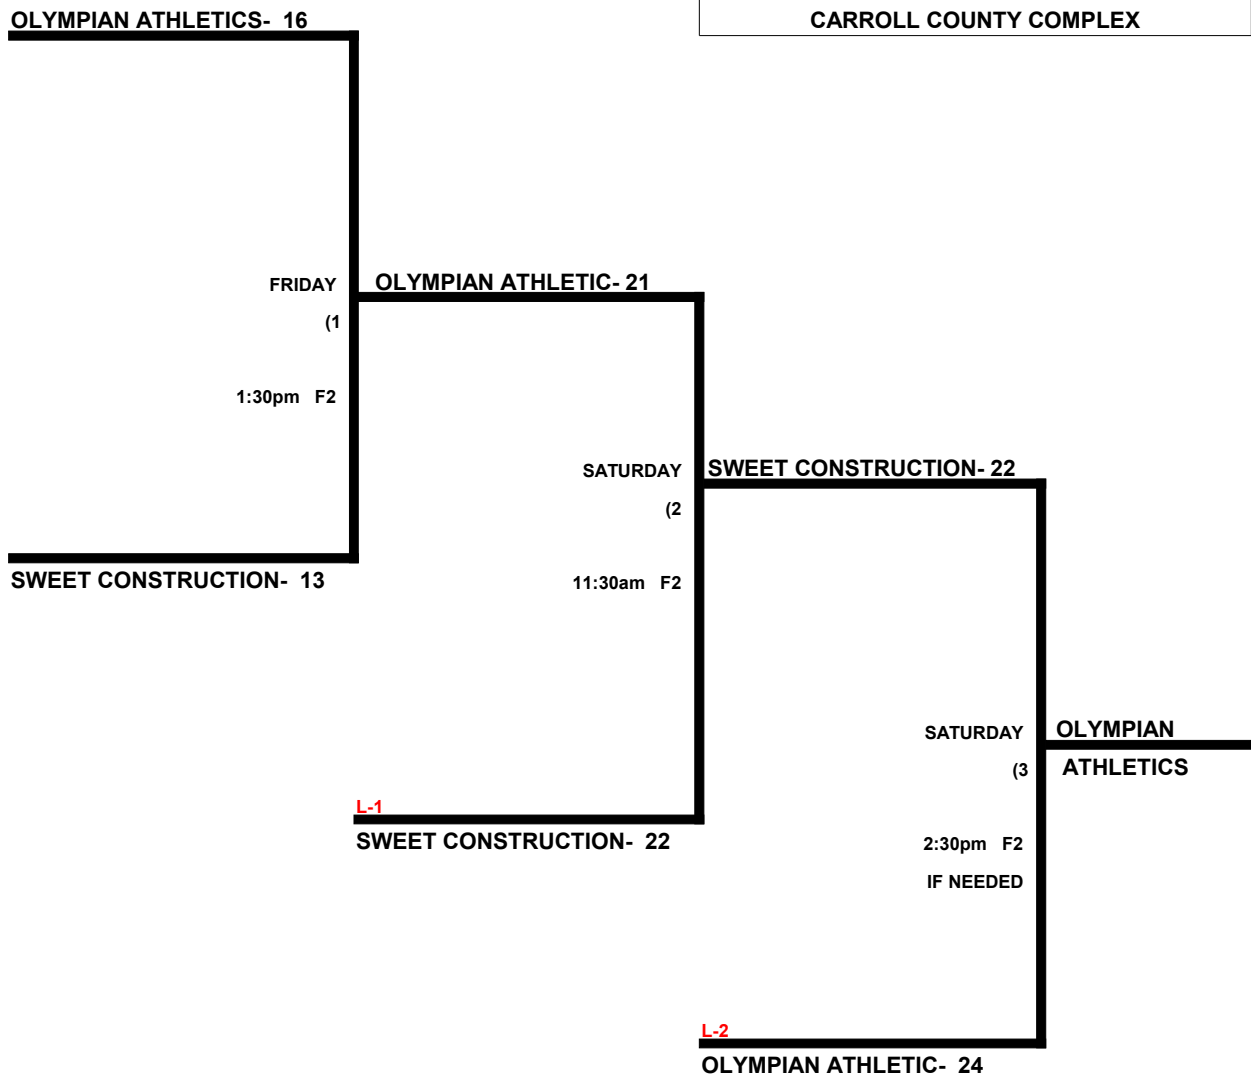 OLYMPIAN ATHLETICS- 16
CARROLL COUNTY COMPLEX
FRIDAY
OLYMPIAN ATHLETIC- 21
(1
1:30pm F2
SATURDAY
SWEET CONSTRUCTION- 22
(2
SWEET CONSTRUCTION- 13
11:30am F2
SATURDAY
OLYMPIAN
(3
ATHLETICS
L-1
SWEET CONSTRUCTION- 22
2:30pm F2
IF NEEDED
L-2
OLYMPIAN ATHLETIC- 24